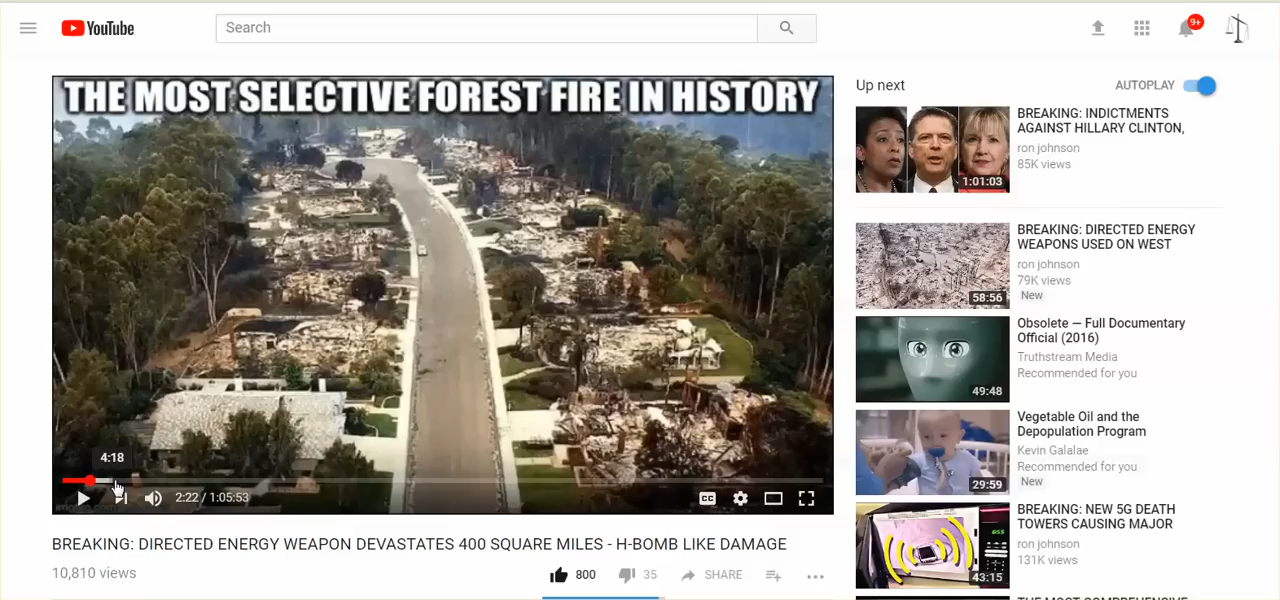 YouTube
Search
9+
THE MOST SELECTIVE FOREST FIRE IN HISTORY
4:18
2:22 / 1:05:53
CC
BREAKING: DIRECTED ENERGY WEAPON DEVASTATES 400 SQUARE MILES - H-BOMB LIKE DAMAGE
10,810 views
800
35
SHARE
Up next
AUTOPLAY
1:01:03
BREAKING: INDICTMENTS
AGAINST HILLARY CLINTON,
ron johnson
85K views
58:56
BREAKING: DIRECTED ENERGY
WEAPONS USED ON WEST
ron johnson
79K views
New
49:48
Obsolete — Full Documentary
Official (2016)
Truthstream Media
Recommended for you
29:59
Vegetable Oil and the
Depopulation Program
Kevin Galalae
Recommended for you
New
43:15
BREAKING: NEW 5G DEATH
TOWERS CAUSING MAJOR
ron johnson
131K views
THE MOST COMPREHENSIVE